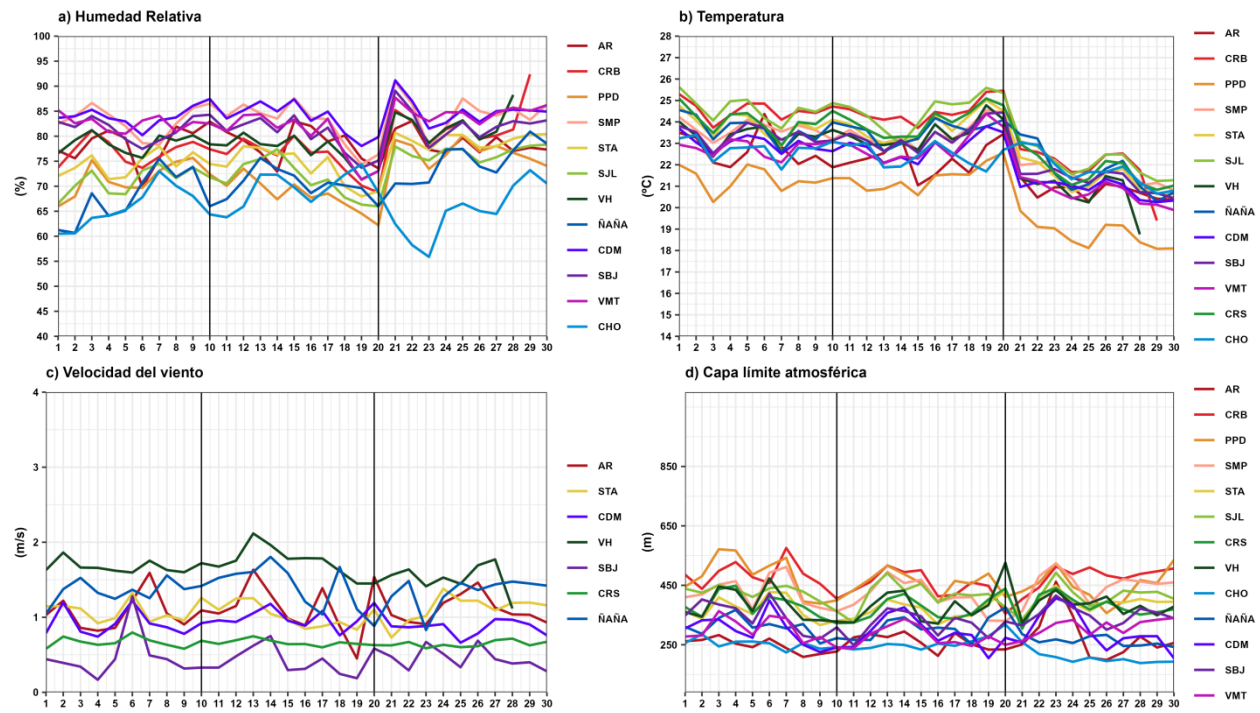 a) Humedad Relativa
(%)
100
95
90
85
80
75
70
65
60
55
50
45
40
1 2 3 4 5 6 7 8 9 10 11 12 13 14 15 16 17 18 19 20 21 22 23 24 25 26 27 28 29 30
AR
CRB
PPD
SMP
STA
SJL
VH
ÑAÑA
CDM
SBJ
VMT
CHO
b) Temperatura
(ºC)
28
26
25
24
23
22
21
20
19
18
17
16
14
1 2 3 4 5 6 7 8 9 10 11 12 13 14 15 16 17 18 19 20 21 22 23 24 25 26 27 28 29 30
AR
CRB
PPD
SMP
STA
SJL
VH
ÑAÑA
CDM
SBJ
VMT
CRS
CHO
c) Velocidad del viento
(m/s)
4
3
2
1
0
1 2 3 4 5 6 7 8 9 10 11 12 13 14 15 16 17 18 19 20 21 22 23 24 25 26 27 28 29 30
AR
STA
CDM
VH
SBJ
CRS
ÑAÑA
d) Capa límite atmosférica
(m)
850
650
450
250
1 2 3 4 5 6 7 8 9 10 11 12 13 14 15 16 17 18 19 20 21 22 23 24 25 26 27 28 29 30
AR
CRB
PPD
SMP
STA
SJL
CRS
VH
CHO
ÑAÑA
CDM
SBJ
VMT